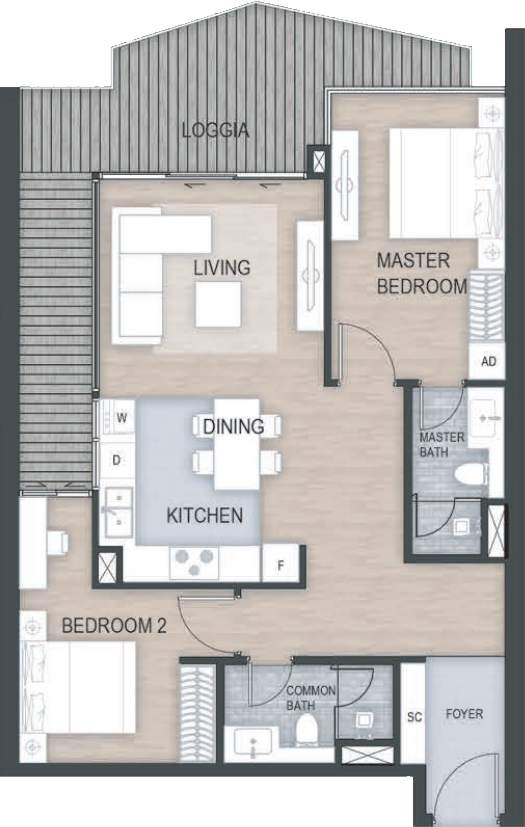 LOGGIA
LIVING
MASTER
BEDROOM
AD
W
DINING
D
MASTER
BATH
KITCHEN
F
BEDROOM 2
COMMON
BATH
SC
FOYER